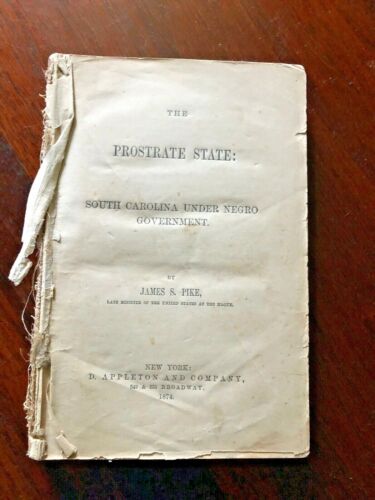 THE
PROSTRATE STATE:
SOUTH CAROLINA UNDER NEGRO
GOVERNMENT.
BY
JAMES S. PIKE,
LATE MINISTER OF THE UNITED STATES AT THE HAGUE.
NEW YORK:
D. APPLETON AND COMPANY,
549 & 551 BROADWAY.
1874.